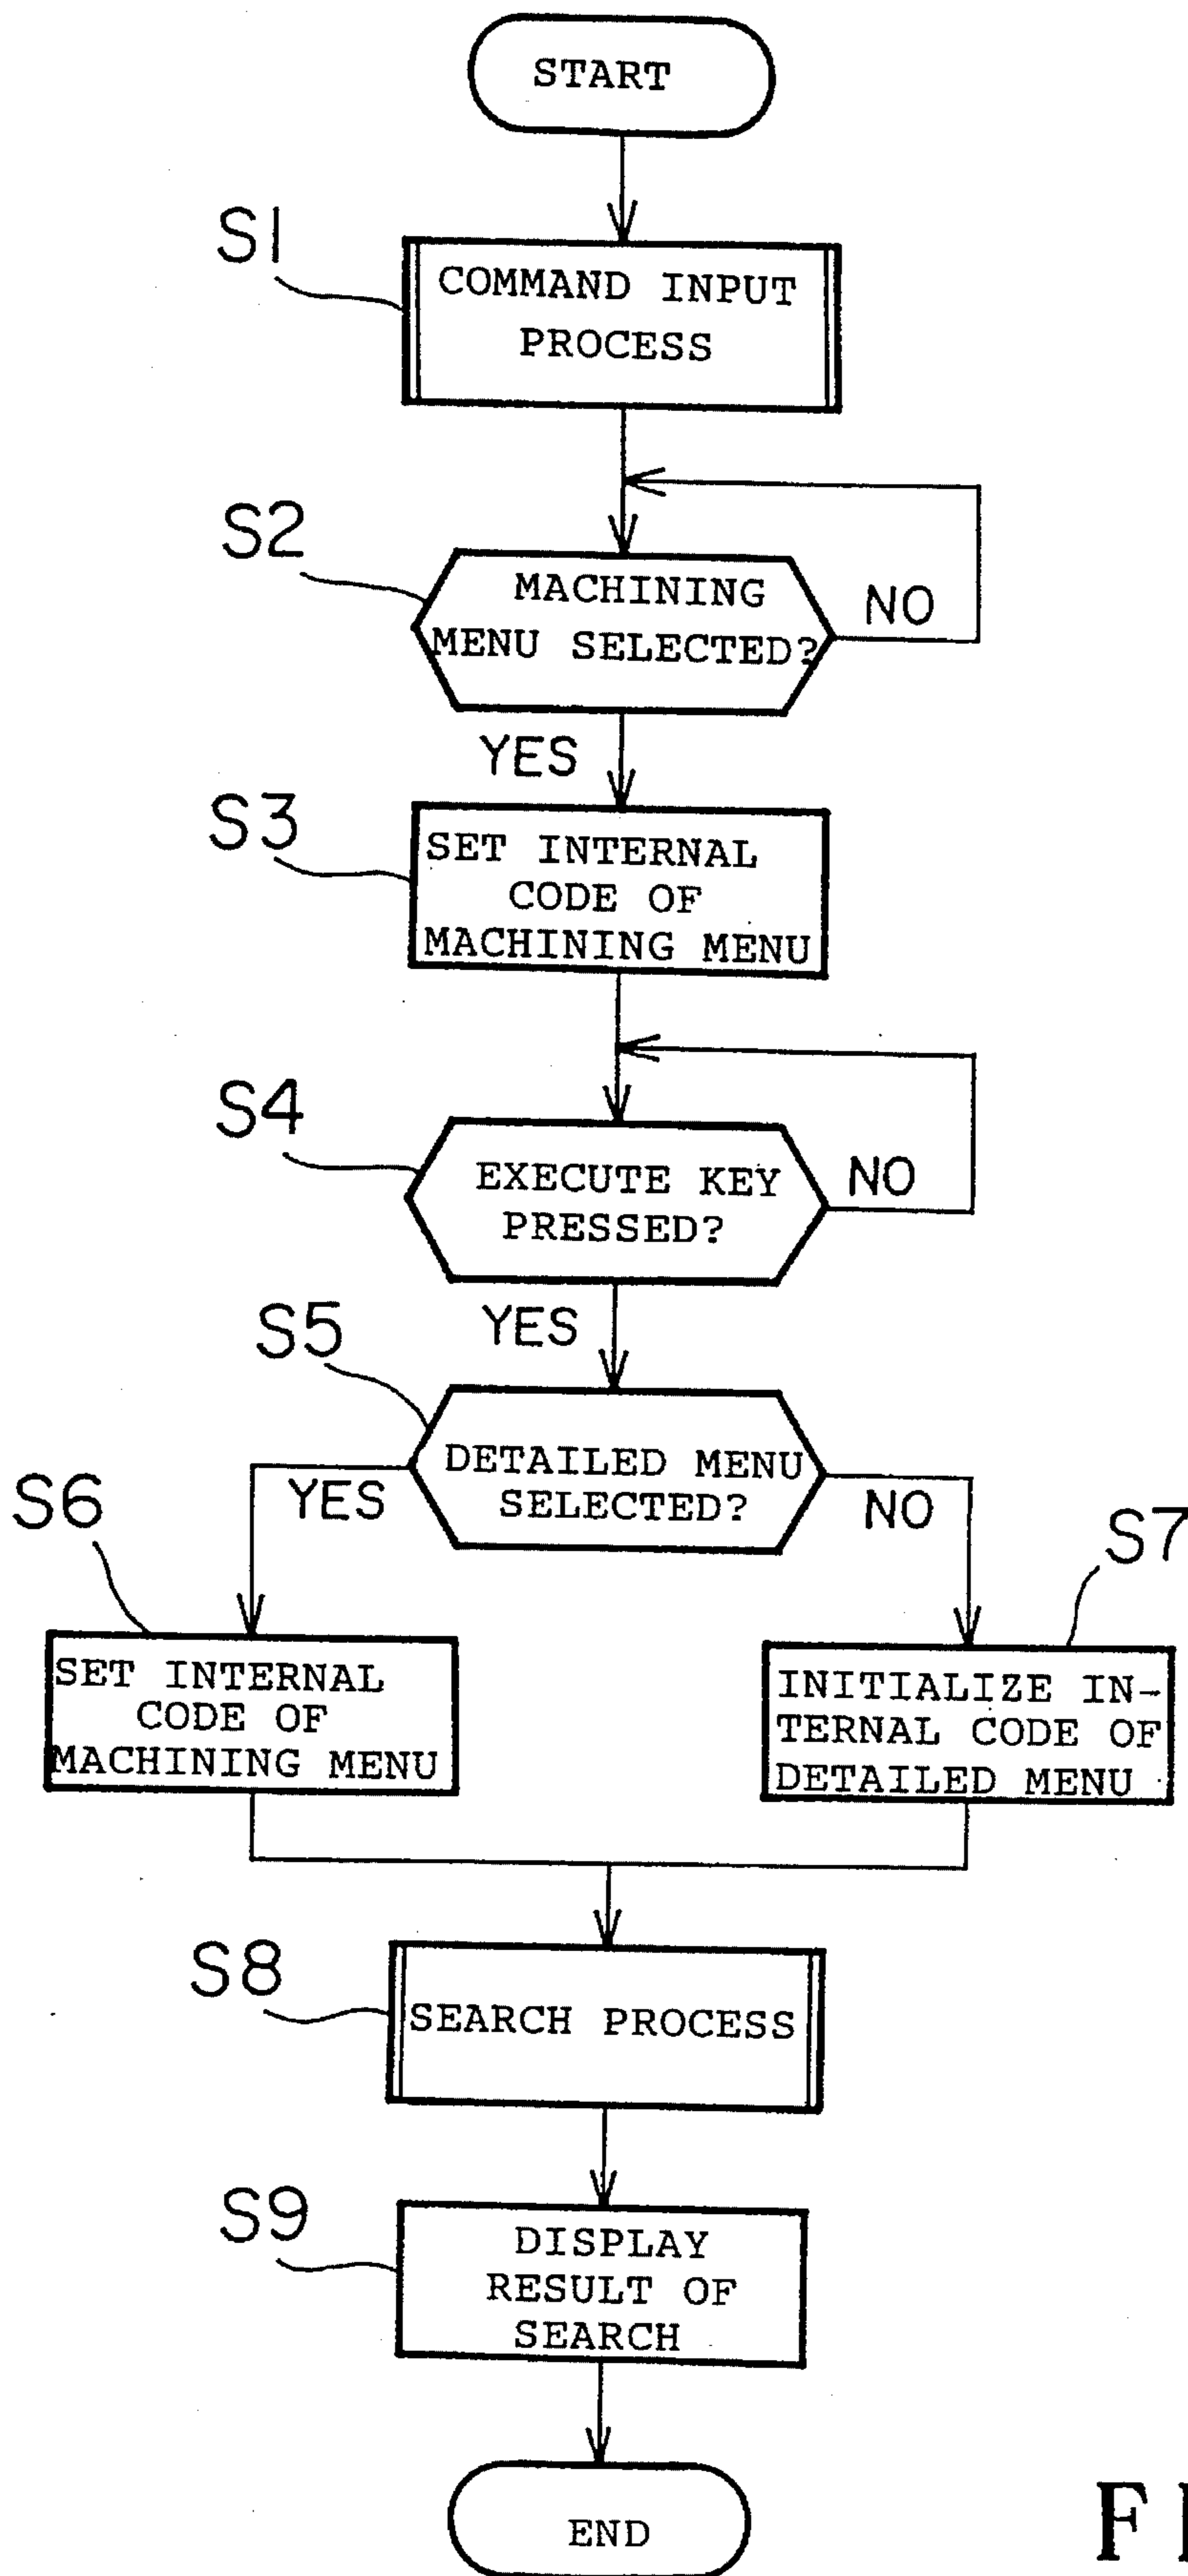 START
S1
COMMAND INPUT
PROCESS
S2
MACHINING
MENU SELECTED?
NO
YES
S3
SET INTERNAL
CODE OF
MACHINING MENU
S4
EXECUTE KEY
PRESSED?
NO
YES
S5
DETAILED MENU
SELECTED?
YES
NO
S6
S7
SET INTERNAL
CODE OF
MACHINING MENU
INITIALIZE IN-
TERNAL CODE OF
DETAILED MENU
S8
SEARCH PROCESS
S9
DISPLAY
RESULT OF
SEARCH
END